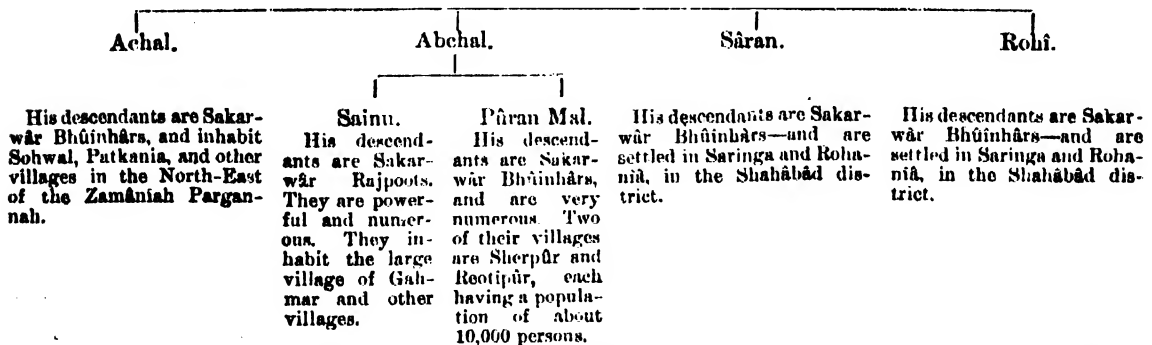 Achal.
Abchal.
Sâran.
Rohî.
His descendants are Sakar-
wâr Bhûinhârs, and inhabit
Sohwal, Patkania, and other
villages in the North-East
of the Zamâniah Pargan-
nah.
Sainu.
His descend-
ants are Sakar-
wâr Rajpoots.
They are power-
ful and numer-
ous. They in-
habit the large
village of Gah-
mar and other
villages.
Pûran Mal.
His descend-
ants are Sakar-
wâr Bhûinhârs,
and are very
numerous. Two
of their villages
are Sherpûr and
Reotipûr, each
having a popula-
tion of about
10,000 persons.
His descendants are Sakar-
wâr Bhûinhârs—and are
settled in Saringa and Roha-
niâ, in the Shahâbâd dis-
trict.
His descendants are Sakar-
wâr Bhûinhârs—and are
settled in Saringa and Roha-
niâ, in the Shahâbâd dis-
trict.